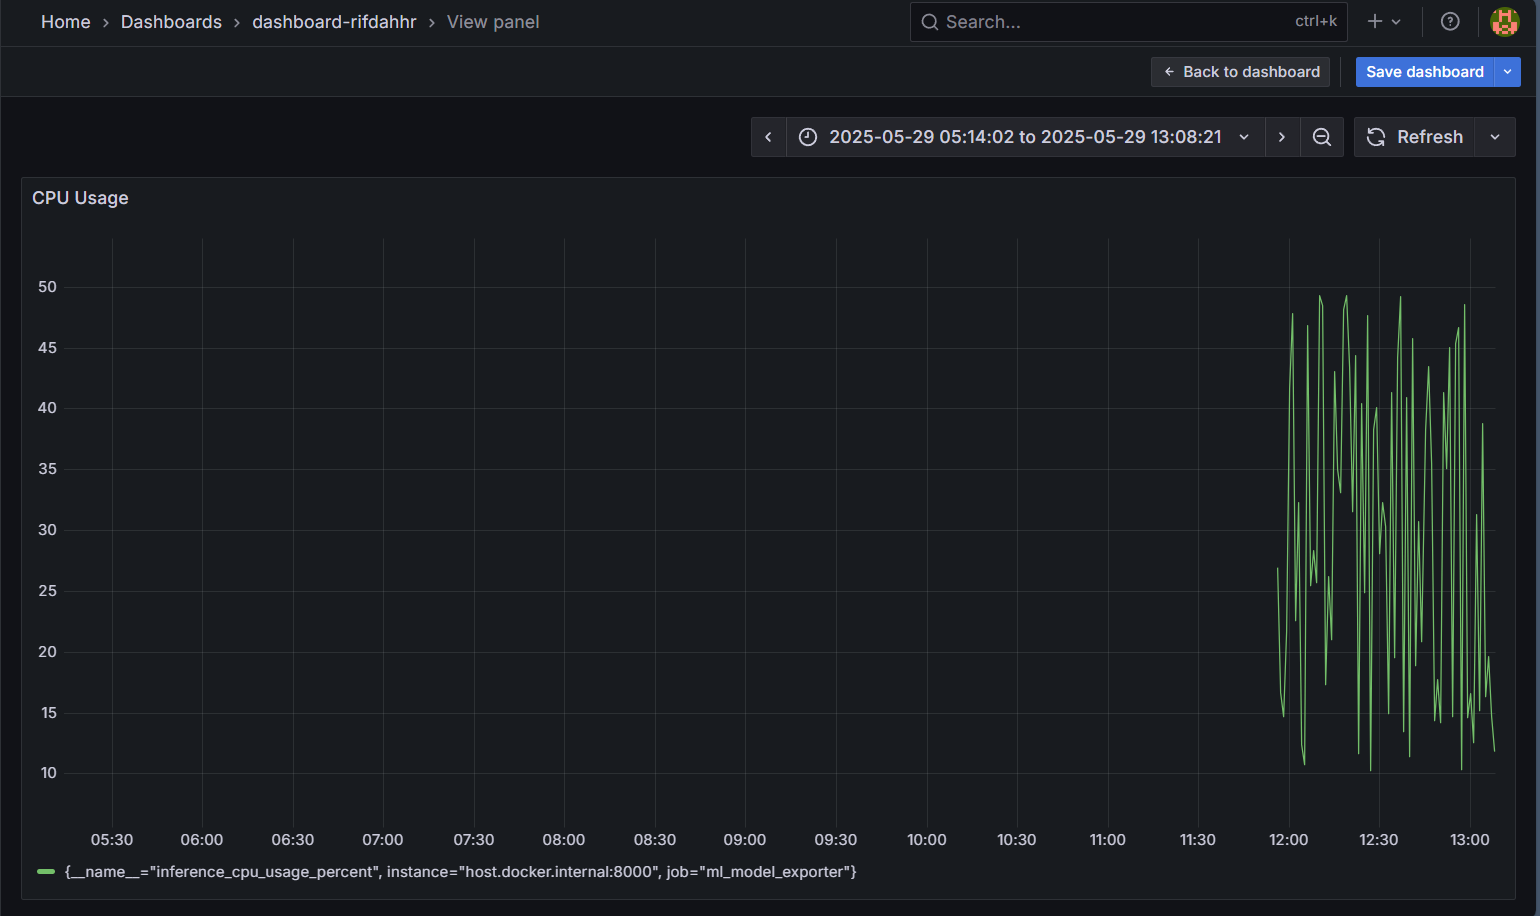 Home > Dashboards > dashboard-rifdahhr > View panel
Search... ctrl+k
Back to dashboard
Save dashboard
2025-05-29 05:14:02 to 2025-05-29 13:08:21
Refresh
CPU Usage
50
45
40
35
30
25
20
15
10
05:30 06:00 06:30 07:00 07:30 08:00 08:30 09:00 09:30 10:00 10:30 11:00 11:30 12:00 12:30 13:00
{__name__="inference_cpu_usage_percent", instance="host.docker.internal:8000", job="ml_model_exporter"}